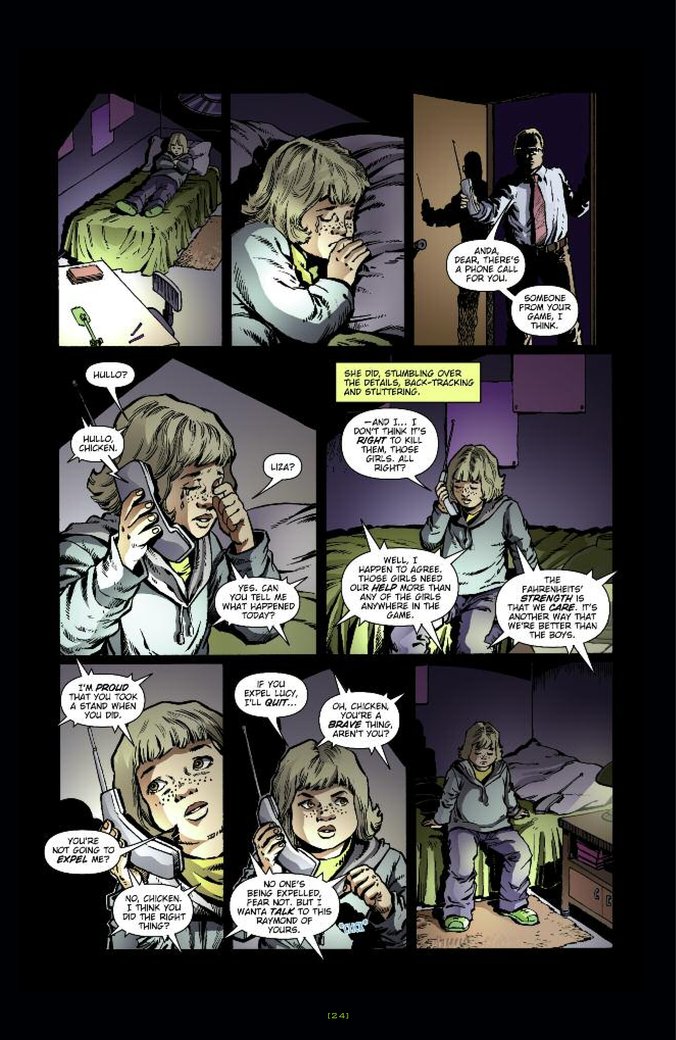 ANDA,
DEAR, THERE'S
A PHONE CALL
FOR YOU.
SOMEONE
FROM YOUR
GAME, I
THINK.
HULLO?
HULLO,
CHICKEN.
LIZA?
YES. CAN
YOU TELL ME
WHAT HAPPENED
TODAY?
SHE DID, STUMBLING OVER
THE DETAILS, BACK-TRACKING
AND STUTTERING.
—AND I... I
DON'T THINK IT'S
RIGHT TO KILL
THEM, THOSE
GIRLS. ALL
RIGHT?
WELL, I
HAPPEN TO AGREE.
THOSE GIRLS NEED
OUR HELP MORE THAN
ANY OF THE GIRLS
ANYWHERE IN THE
GAME.
THE
FAHRENHEITS'
STRENGTH IS
THAT WE CARE. IT'S
ANOTHER WAY THAT
WE'RE BETTER THAN
THE BOYS.
I'M PROUD
THAT YOU TOOK
A STAND WHEN
YOU DID.
YOU'RE
NOT GOING TO
EXPEL ME?
NO, CHICKEN.
I THINK YOU
DID THE RIGHT
THING?
IF YOU
EXPEL LUCY,
I'LL QUIT...
OH, CHICKEN,
YOU'RE A
BRAVE THING,
AREN'T YOU?
NO ONE'S
BEING EXPELLED,
FEAR NOT. BUT I
WANTA TALK TO THIS
RAYMOND OF
YOURS.
*CLICK*
[24]